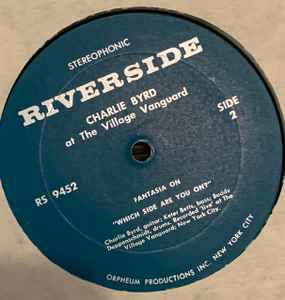 STEREOPHONIC
RIVERSIDE
CHARLIE BYRD
at The Village Vanguard
SIDE
2
RS 9452
FANTASIA ON
"WHICH SIDE ARE YOU ON?"
Charlie Byrd, guitar; Keter Betts, bass; Buddy
Deppenschmidt, drums. Recorded 'live' at The
Village Vanguard; New York City.
ORPHEUM PRODUCTIONS INC. NEW YORK CITY